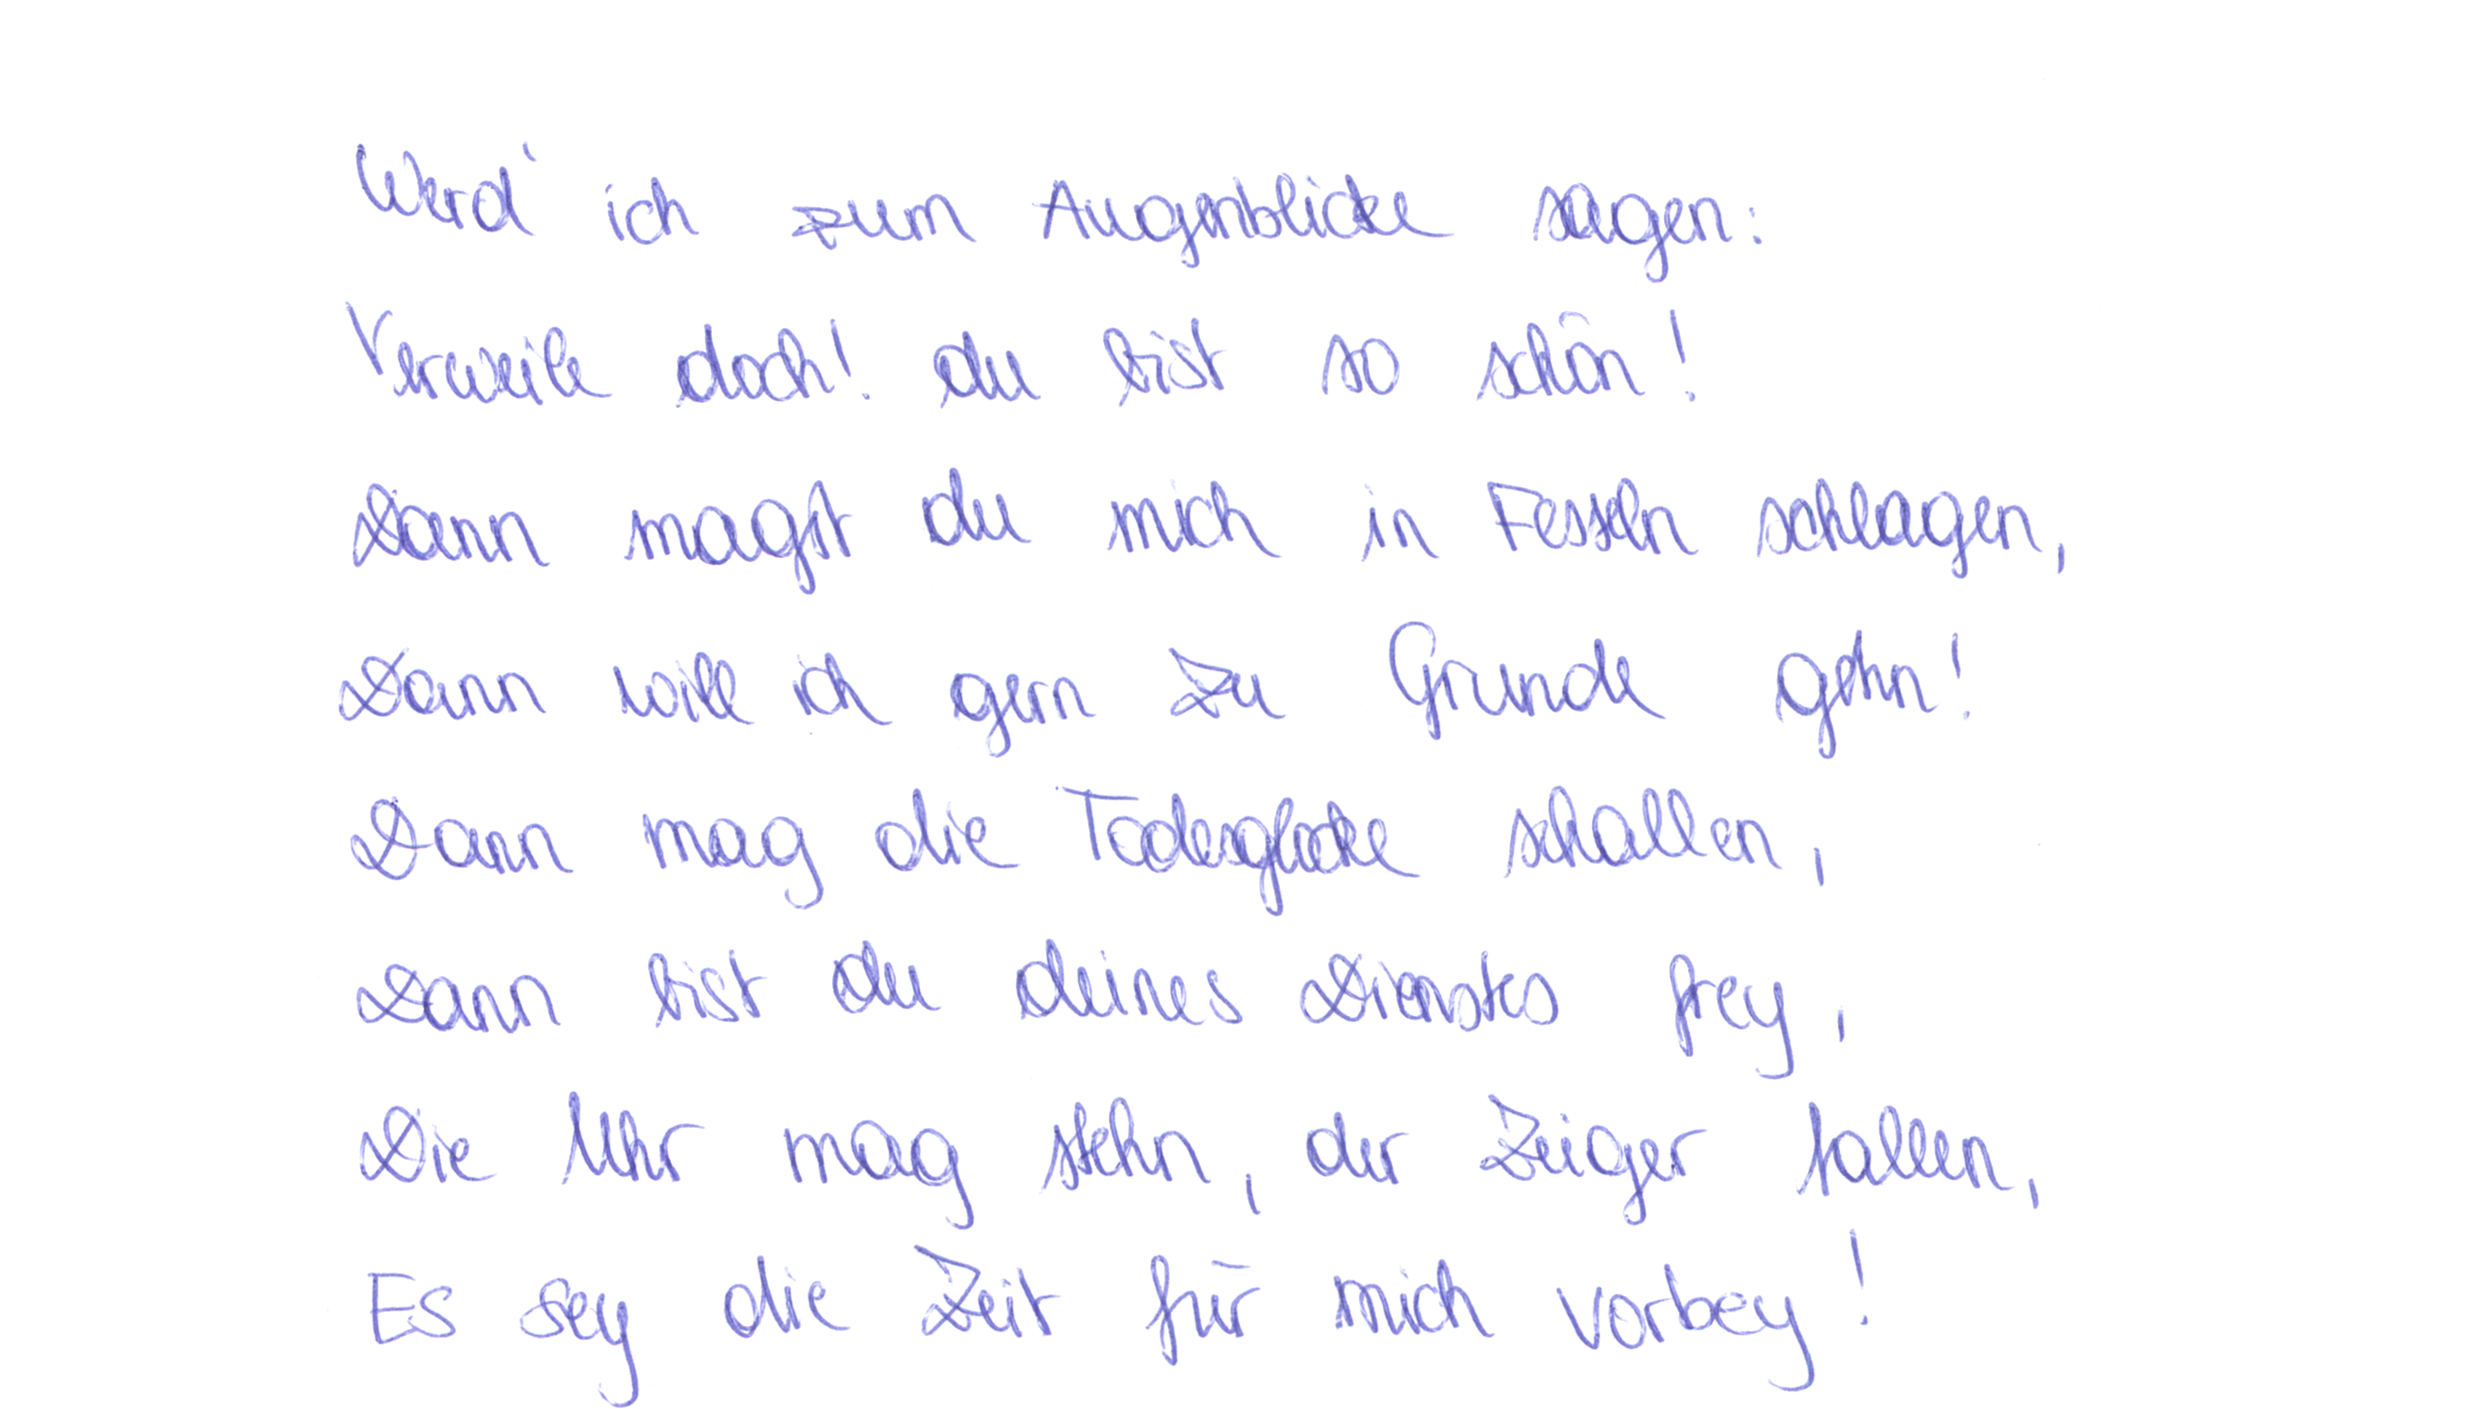 Werd' ich zum Augenblicke sagen:
Verweile doch! du bist so schön!
Dann magst du mich in Fesseln schlagen,
Dann will ich gern zu Grunde gehn!
Dann mag die Todesglocke schallen,
Dann bist du deines Dienstes frey,
Die Uhr mag stehn, der Zeiger fallen,
Es sey die Zeit für mich vorbey!